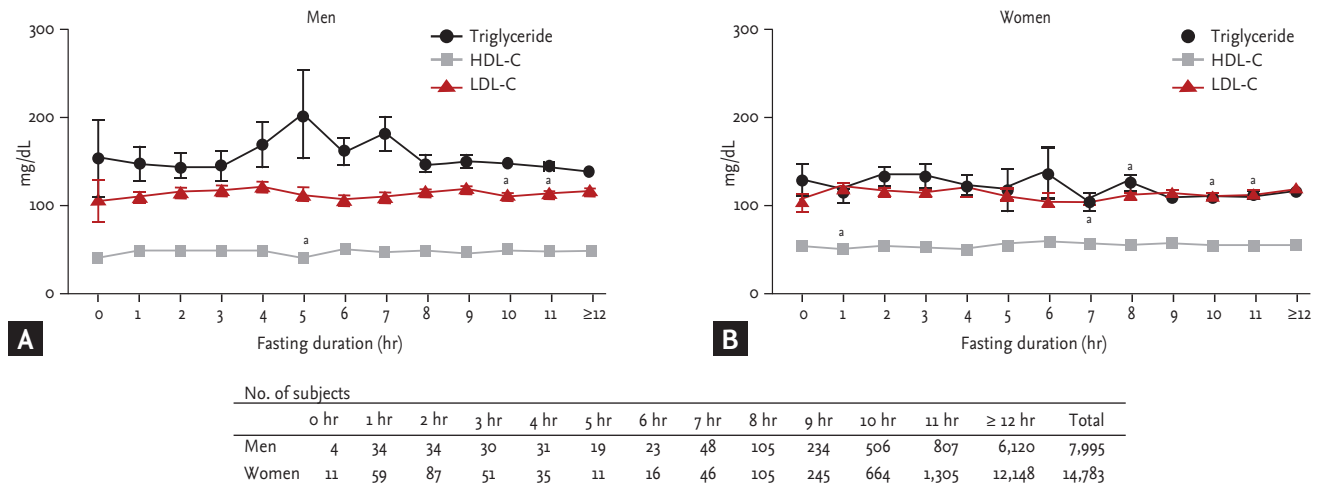 Men
300
200
100
0
mg/dL
Triglyceride
HDL-C
LDL-C
a
a
a
0 1 2 3 4 5 6 7 8 9 10 11 ≥12
Fasting duration (hr)
A
Women
300
200
100
0
mg/dL
Triglyceride
HDL-C
LDL-C
a
a
a
a
a
0 1 2 3 4 5 6 7 8 9 10 11 ≥12
Fasting duration (hr)
B
No. of subjects
0 hr 1 hr 2 hr 3 hr 4 hr 5 hr 6 hr 7 hr 8 hr 9 hr 10 hr 11 hr ≥ 12 hr Total
Men 4 34 34 30 31 19 23 48 105 234 506 807 6,120 7,995
Women 11 59 87 51 35 11 16 46 105 245 664 1,305 12,148 14,783